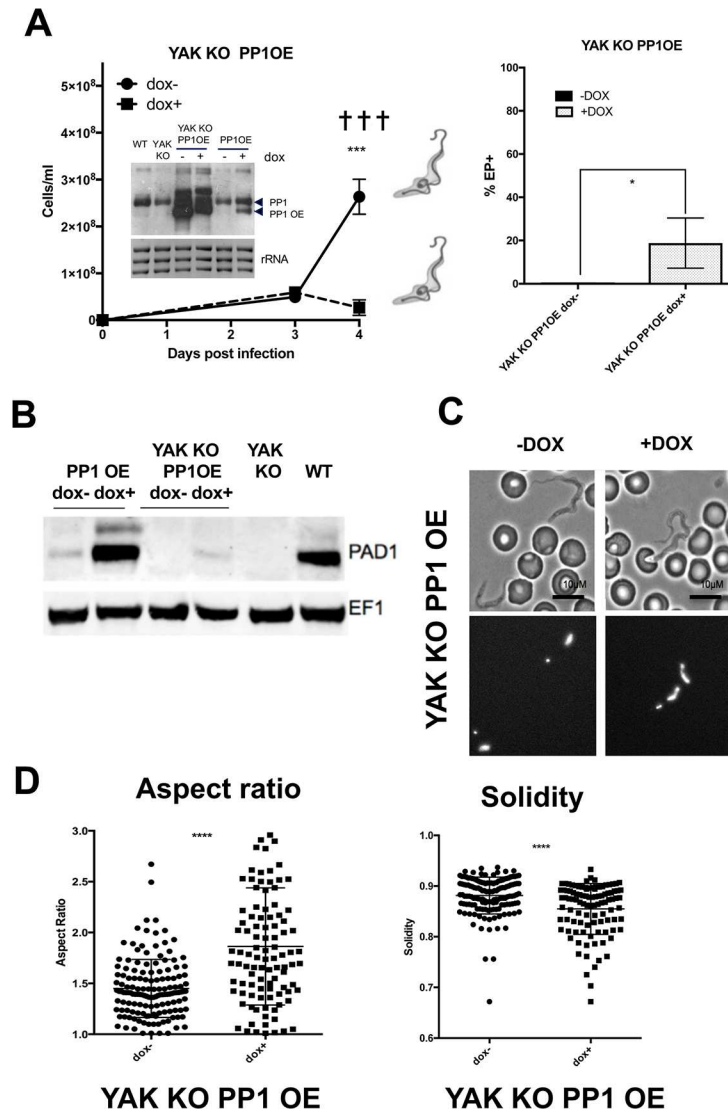 A
YAK KO PP1OE
5×10⁸
4×10⁸
3×10⁸
2×10⁸
1×10⁸
0
Cells/ml
dox-
dox+
YAK KO
PP1OE
PP1OE
WT
YAK
KO
- + - + dox
PP1
PP1 OE
rRNA
†††
***
0 1 2 3 4
Days post infection
YAK KO PP1OE
100
80
60
40
20
0
% EP+
-DOX
+DOX
*
YAK KO PP1OE dox-
YAK KO PP1OE dox+
B
PP1 OE
dox- dox+
YAK KO
PP1OE
dox- dox+
YAK
KO
WT
PAD1
EF1
C
-DOX +DOX
YAK KO PP1 OE
10µM
10µM
D
Aspect ratio
3.0
2.5
2.0
1.5
1.0
Aspect Ratio
****
dox- dox+
YAK KO PP1 OE
Solidity
1.0
0.9
0.8
0.7
0.6
Solidity
****
dox- dox+
YAK KO PP1 OE